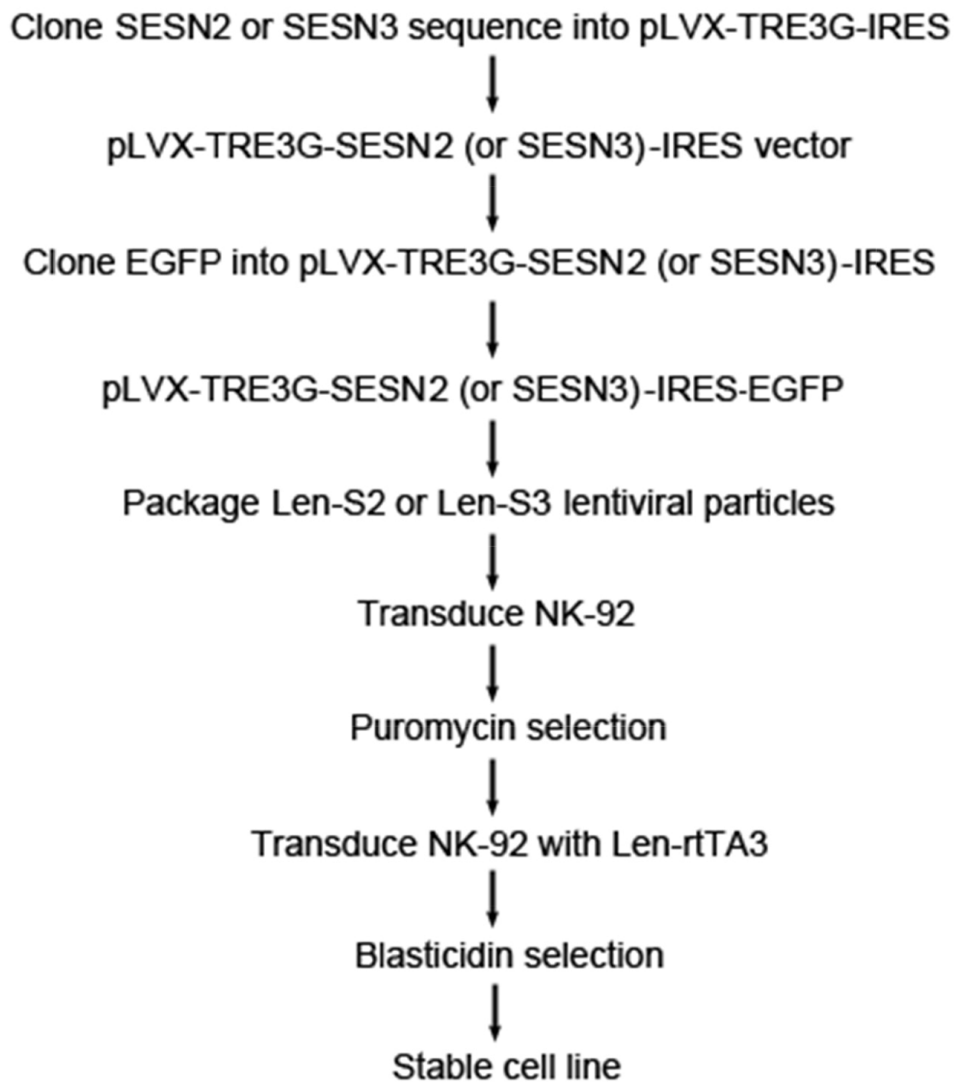 Clone SESN2 or SESN3 sequence into pLVX-TRE3G-IRES
pLVX-TRE3G-SESN2 (or SESN3)-IRES vector
Clone EGFP into pLVX-TRE3G-SESN2 (or SESN3)-IRES
pLVX-TRE3G-SESN2 (or SESN3)-IRES-EGFP
Package Len-S2 or Len-S3 lentiviral particles
Transduce NK-92
Puromycin selection
Transduce NK-92 with Len-rtTA3
Blasticidin selection
Stable cell line